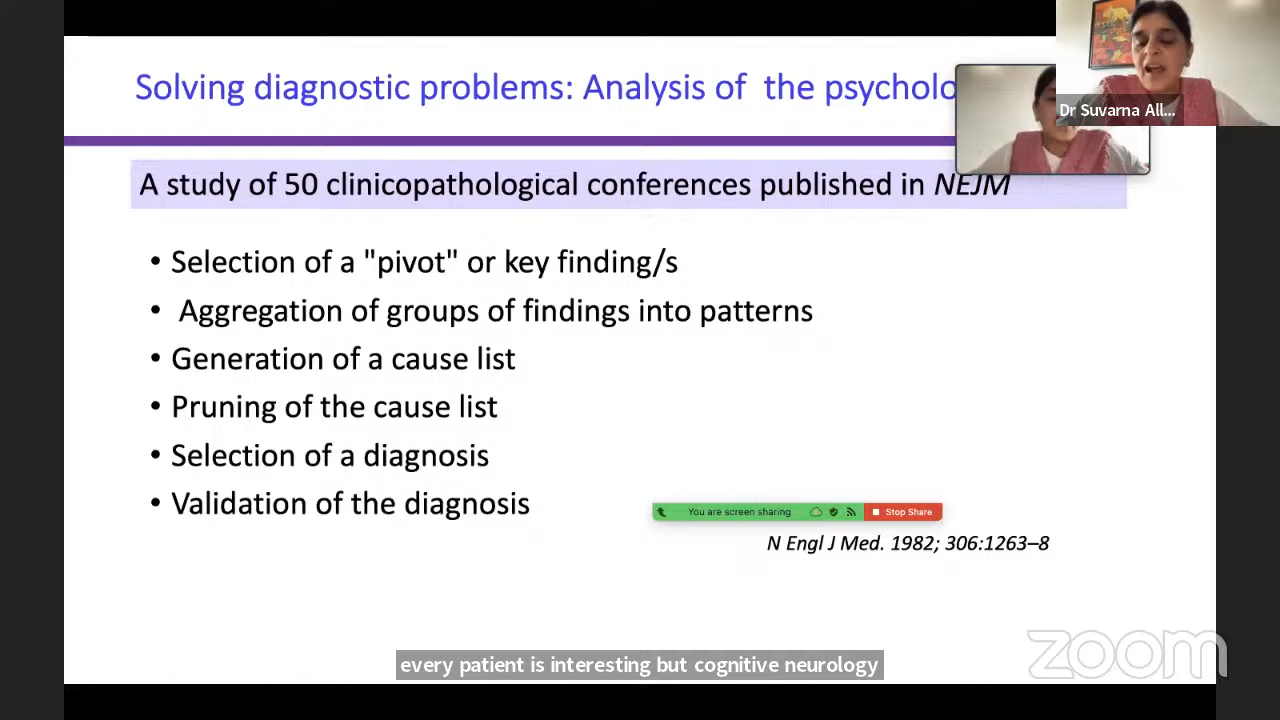 Solving diagnostic problems: Analysis of the psycholo
Dr Suvarna All...
A study of 50 clinicopathological conferences published in NEJM
• Selection of a "pivot" or key finding/s
• Aggregation of groups of findings into patterns
• Generation of a cause list
• Pruning of the cause list
• Selection of a diagnosis
• Validation of the diagnosis
You are screen sharing Stop Share
N Engl J Med. 1982; 306:1263–8
zoom
every patient is interesting but cognitive neurology